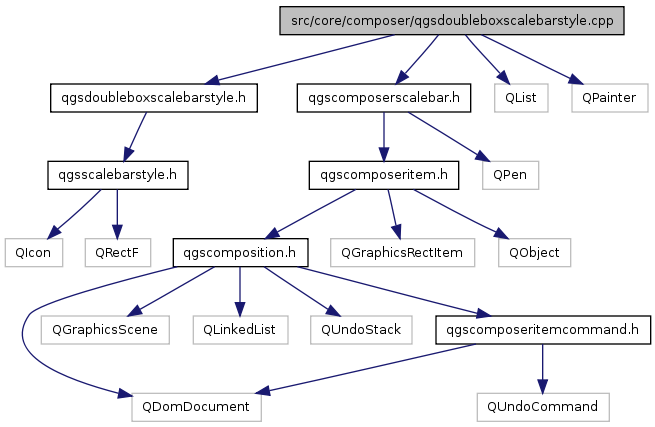 src/core/composer/qgsdoubleboxscalebarstyle.cpp
qgsdoubleboxscalebarstyle.h
qgscomposerscalebar.h
QList
QPainter
qgsscalebarstyle.h
qgscomposeritem.h
QPen
QIcon
QRectF
qgscomposition.h
QGraphicsRectItem
QObject
QGraphicsScene
QLinkedList
QUndoStack
qgscomposeritemcommand.h
QDomDocument
QUndoCommand